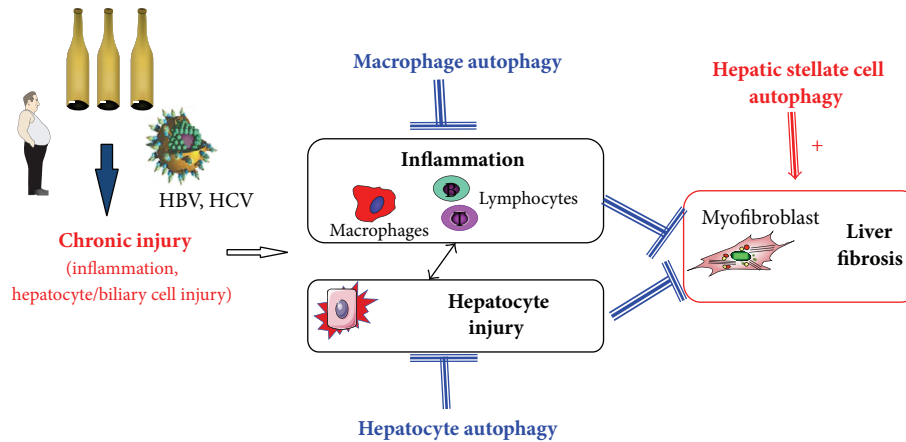 HBV, HCV
Chronic injury
(inflammation,
hepatocyte/biliary cell injury)
Macrophage autophagy
Inflammation
B
T
Lymphocytes
Macrophages
Hepatocyte
injury
Hepatocyte autophagy
Hepatic stellate cell
autophagy
+
Myofibroblast
Liver
fibrosis